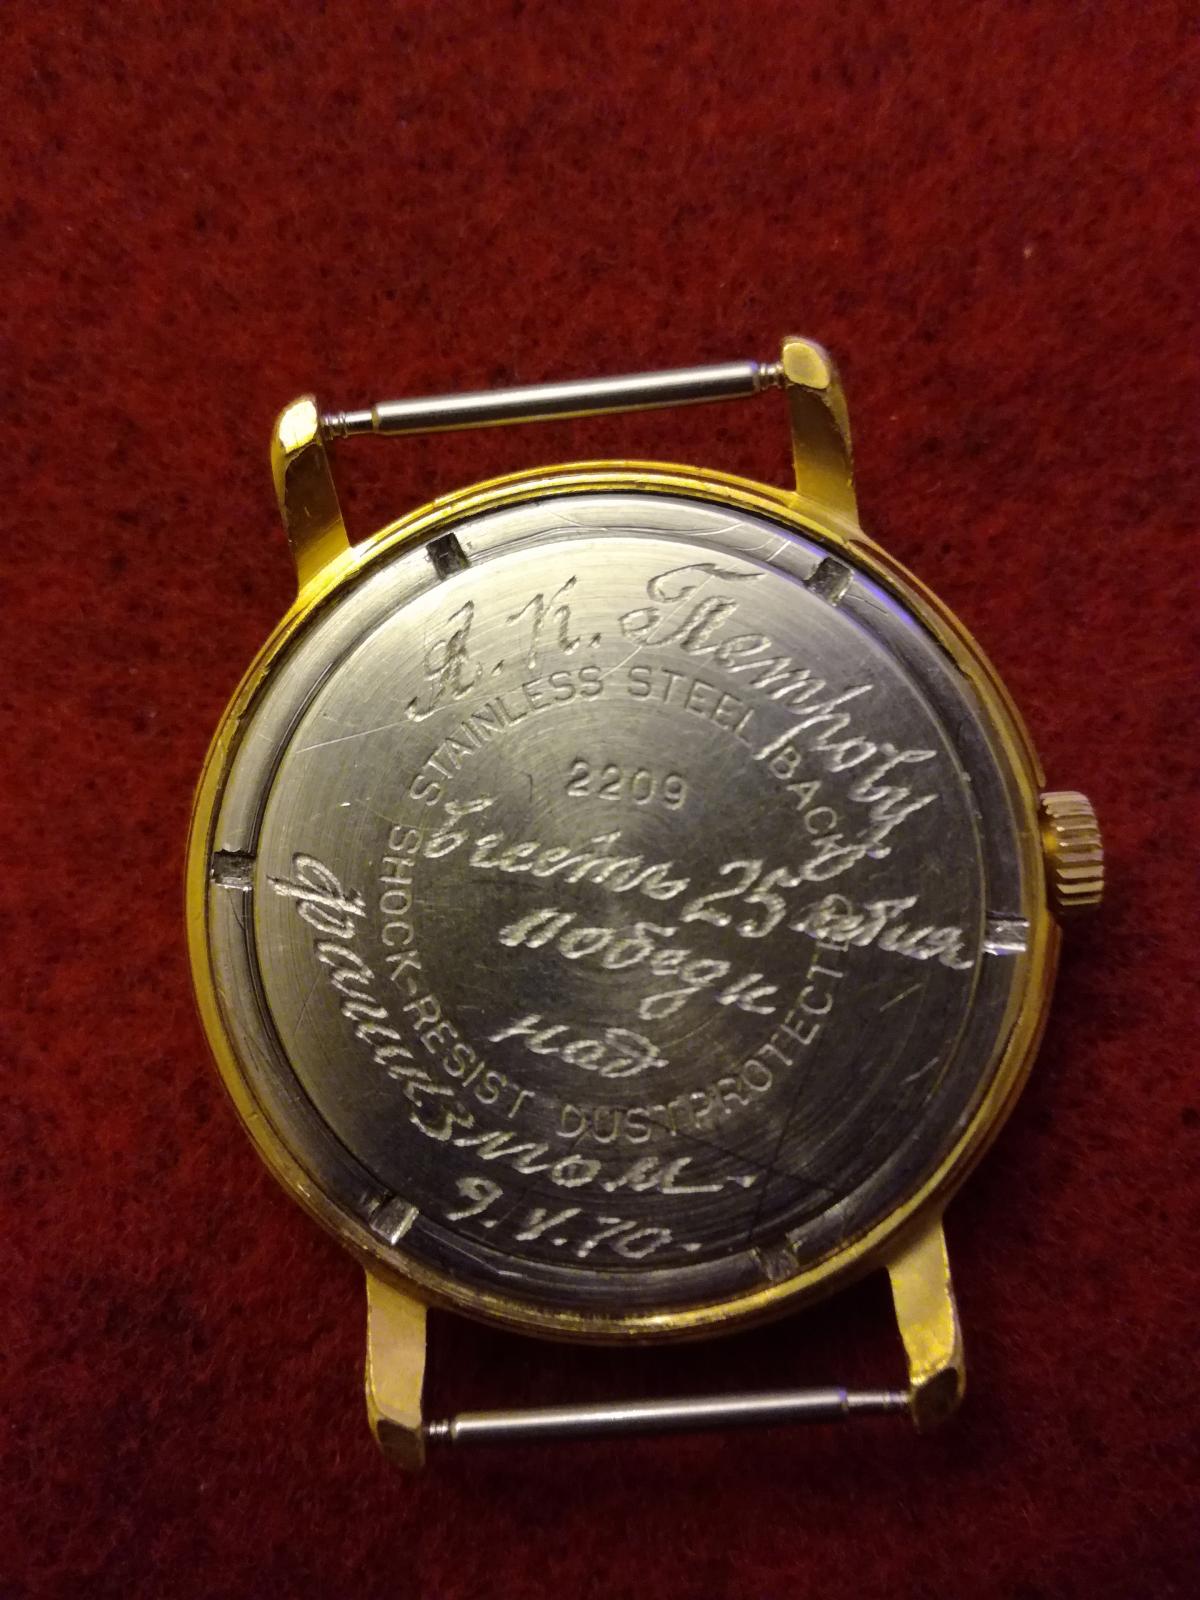 А. К. Петрову
STAINLESS STEEL BACK
2209
в честь 25 летия
победы
над
фашизмом.
9.V.70.
SHOCK-RESIST DUSTPROTECTED